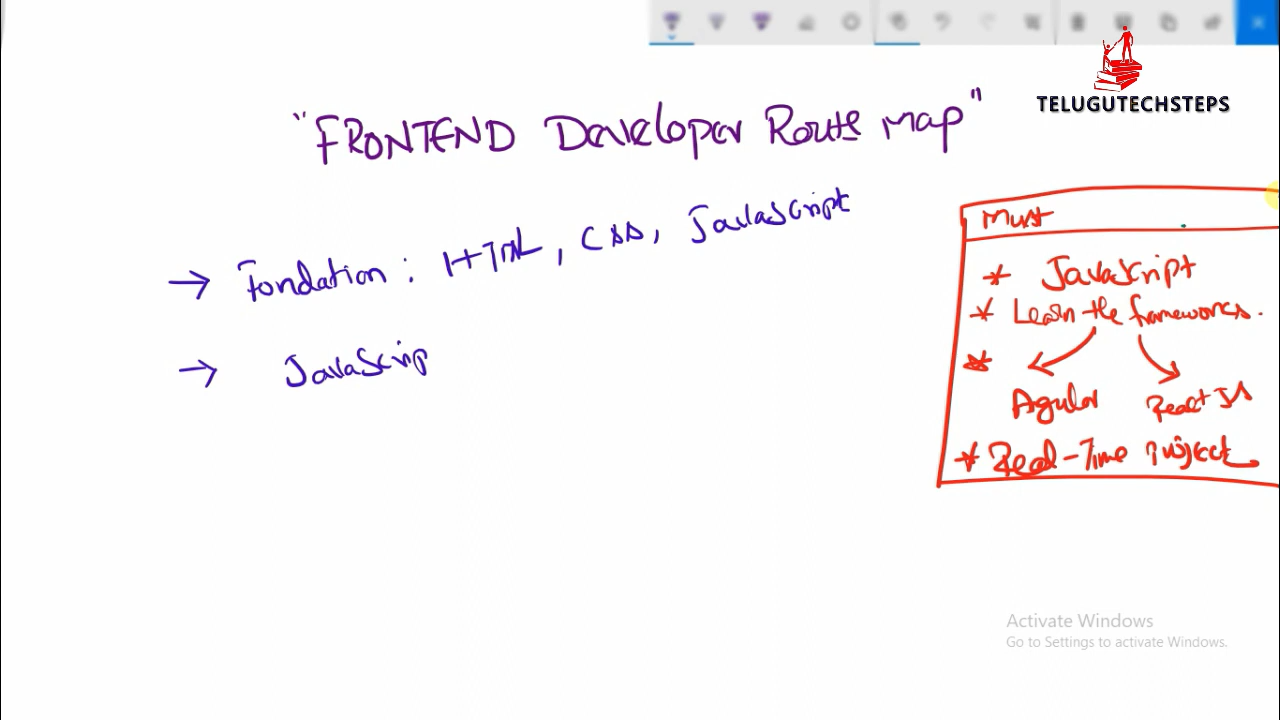 TELUGUTECHSTEPS
"FRONTEND Developer Route Map"
→ Fondation : HTML, CSS, JavaScript
→ JavaScrip
Must
* JavaScript
* Learn the frameworks.
*
Agular React JS
* Real-Time Project
Activate Windows
Go to Settings to activate Windows.